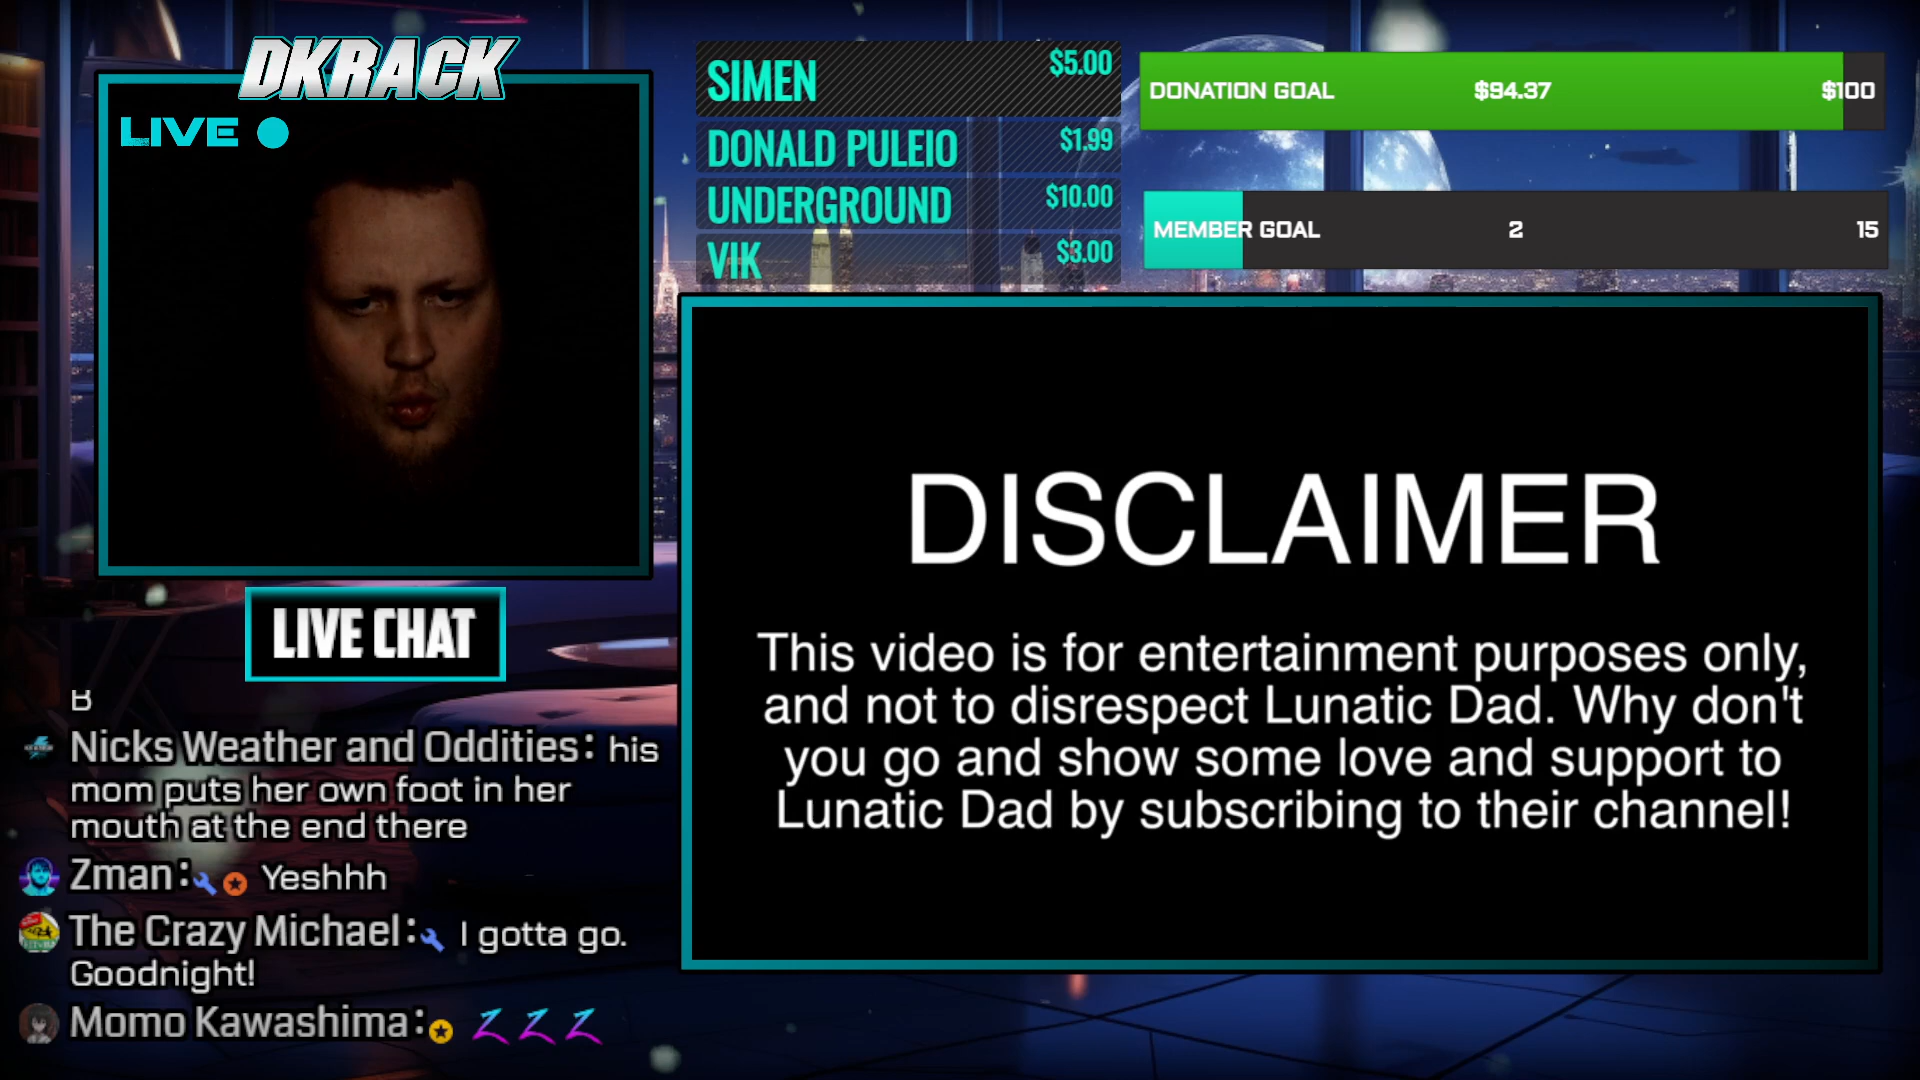 DKRACK
LIVE
SIMEN $5.00
DONALD PULEIO $1.99
UNDERGROUND $10.00
VIK $3.00
DONATION GOAL $94.37 $100
MEMBER GOAL 2 15
DISCLAIMER
This video is for entertainment purposes only,
and not to disrespect Lunatic Dad. Why don't
you go and show some love and support to
Lunatic Dad by subscribing to their channel!
LIVE CHAT
Nicks Weather and Oddities: his
mom puts her own foot in her
mouth at the end there
Zman: Yeshhh
The Crazy Michael: I gotta go.
Goodnight!
Momo Kawashima: Z Z Z